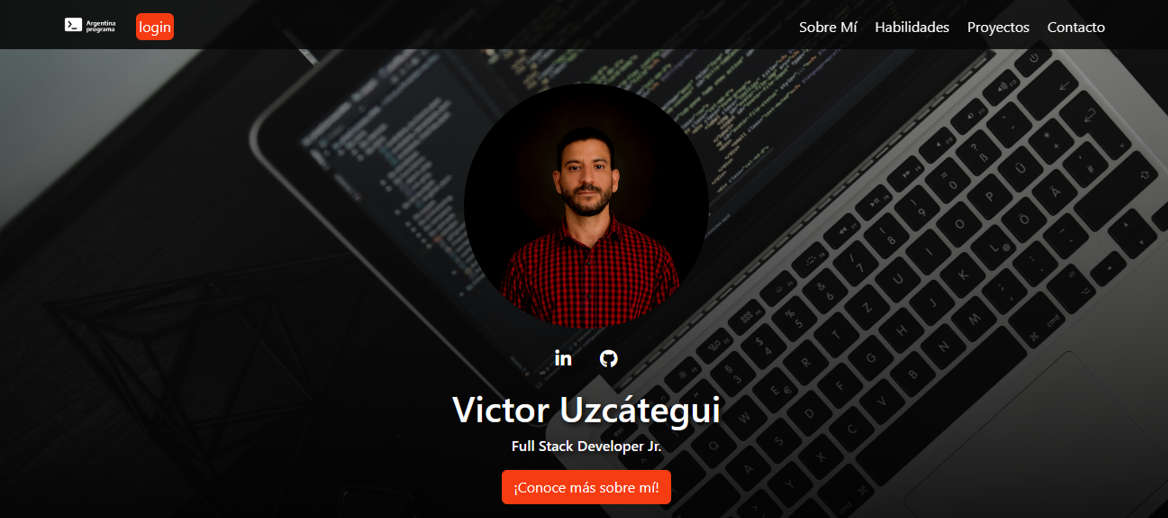 Argentina
programa
login
Sobre Mí
Habilidades
Proyectos
Contacto
Victor Uzcátegui
Full Stack Developer Jr.
¡Conoce más sobre mí!